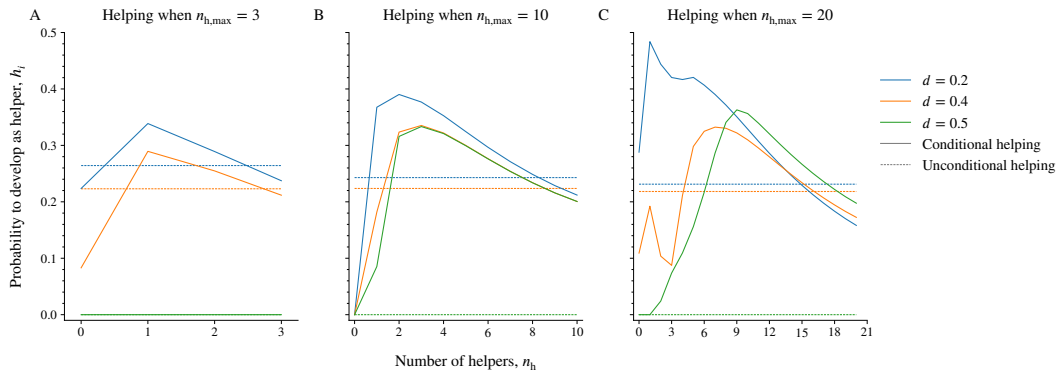 A Helping when n_h,max = 3
B Helping when n_h,max = 10
C Helping when n_h,max = 20
Probability to develop as helper, h_i
0.5
0.4
0.3
0.2
0.1
0.0
0 1 2 3
0 2 4 6 8 10
0 3 6 9 12 15 18 21
Number of helpers, n_h
d = 0.2
d = 0.4
d = 0.5
Conditional helping
Unconditional helping